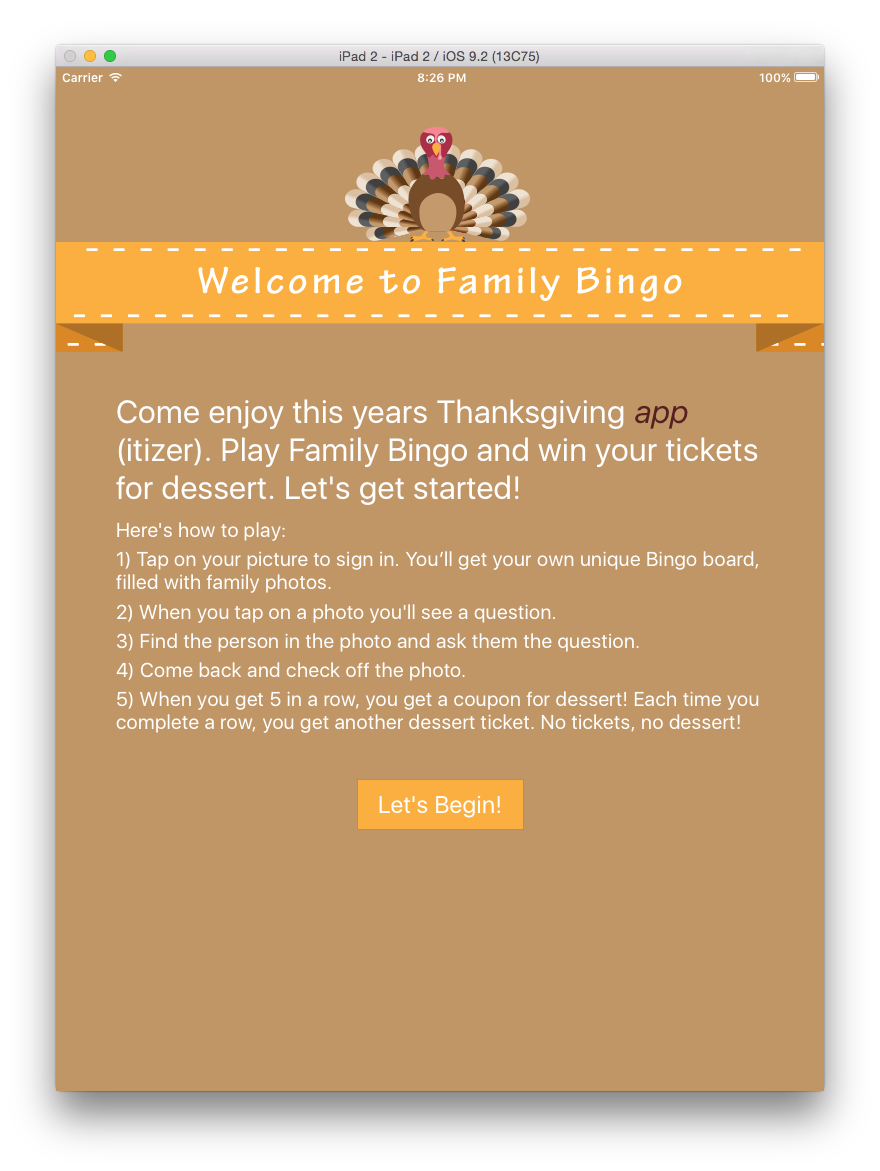 iPad 2 - iPad 2 / iOS 9.2 (13C75)
Carrier 8:26 PM 100%
Welcome to Family Bingo
Come enjoy this years Thanksgiving app
(itizer). Play Family Bingo and win your tickets
for dessert. Let's get started!
Here's how to play:
1) Tap on your picture to sign in. You’ll get your own unique Bingo board,
filled with family photos.
2) When you tap on a photo you'll see a question.
3) Find the person in the photo and ask them the question.
4) Come back and check off the photo.
5) When you get 5 in a row, you get a coupon for dessert! Each time you
complete a row, you get another dessert ticket. No tickets, no dessert!
Let's Begin!